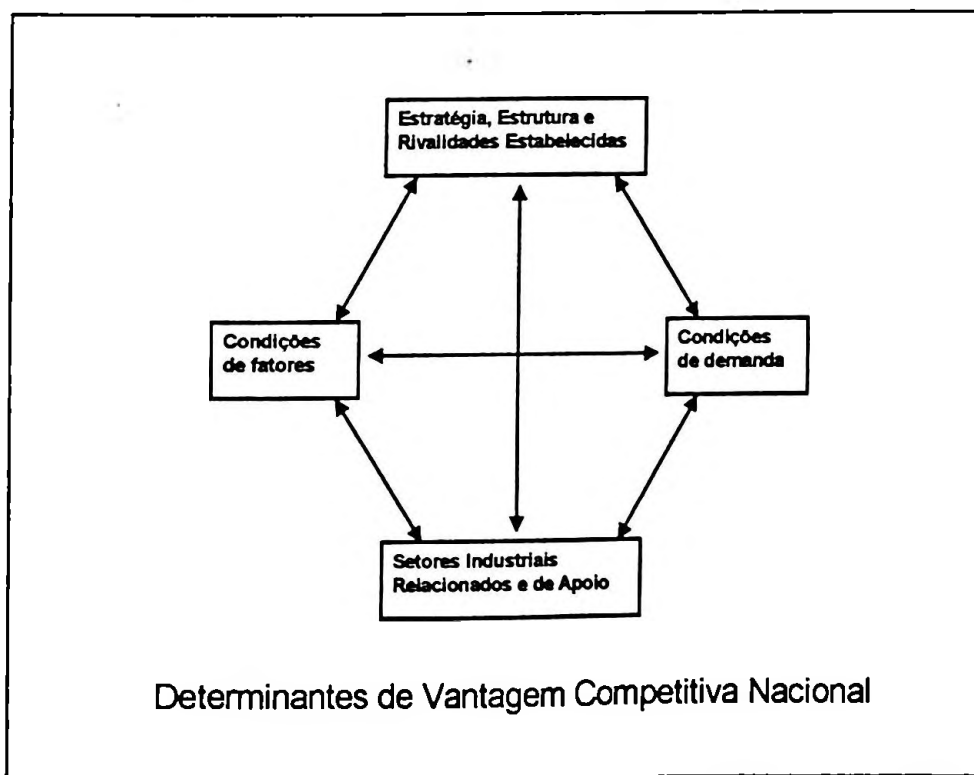 Estratégia, Estrutura e
Rivalidades Estabelecidas
Condições
de fatores
Condições
de demanda
Setores Industriais
Relacionados e de Apoio
Determinantes de Vantagem Competitiva Nacional